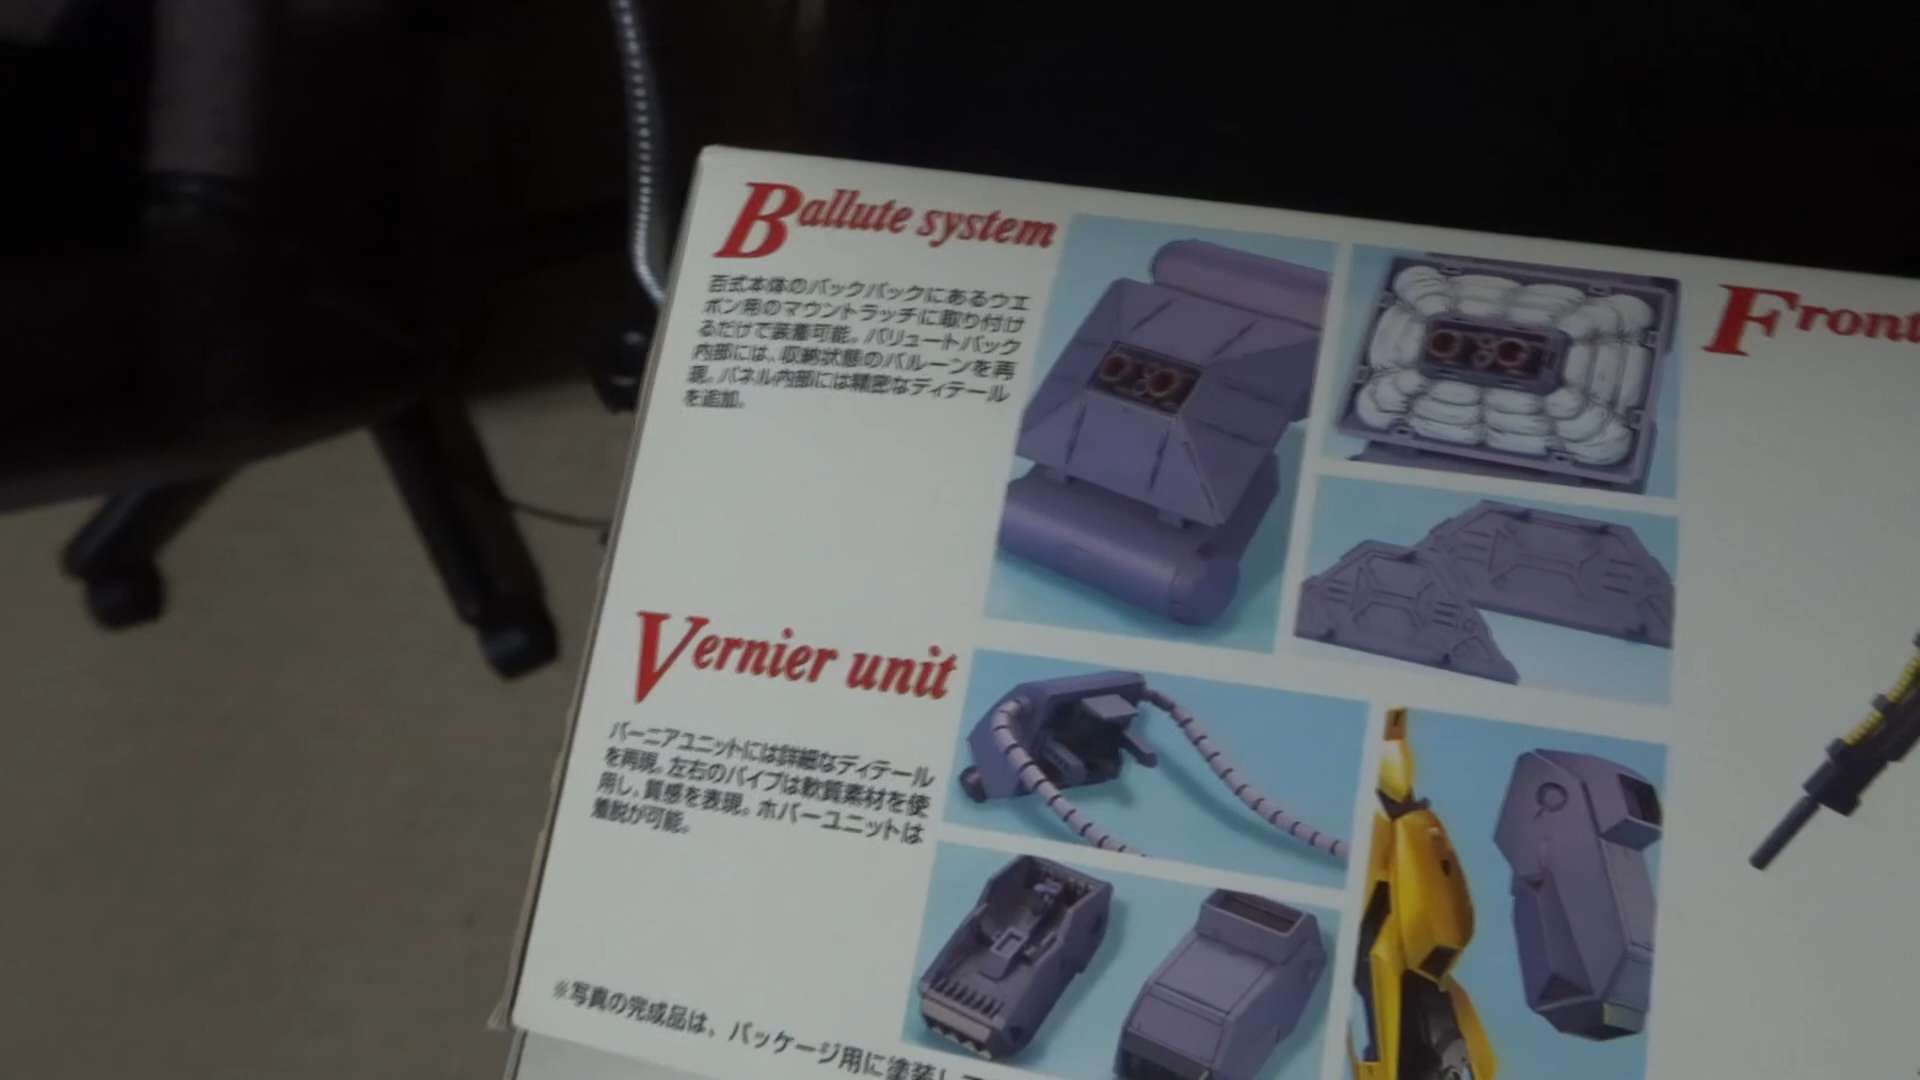 Ballute system
百式本体のバックパックにあるウエ
ポン用のマウントラッチに取り付け
るだけで装着可能。バリュートパック
内部には、収納状態のバルーンを再
現。パネル内部には精密なディテール
を追加。
Front
Vernier unit
バーニアユニットには詳細なディテール
を再現。左右のパイプは軟質素材を使
用し、質感を表現。ホバーユニットは
着脱が可能。
※写真の完成品は、パッケージ用に塗装して